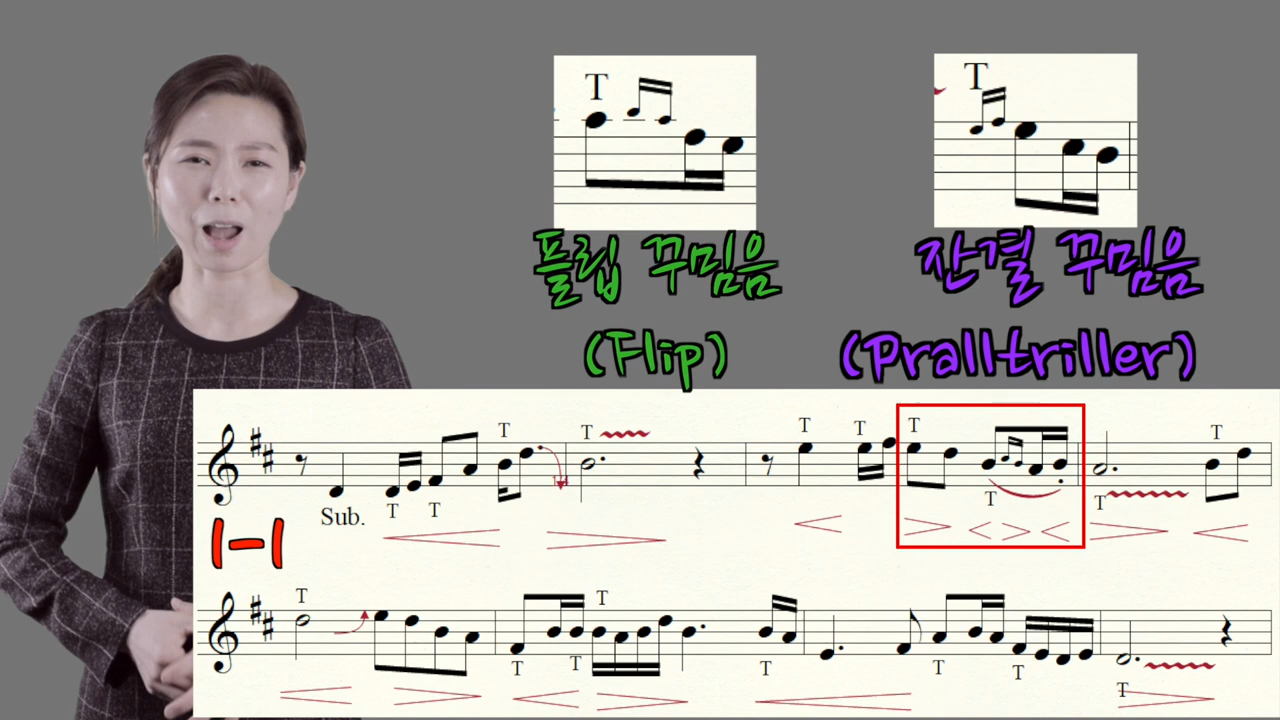 T
T
플립 꾸밈음
잔결 꾸밈음
(Flip)
(Pralltriller)
T T T T T T
Sub. T T T T
1-1
T T
T T T T T T